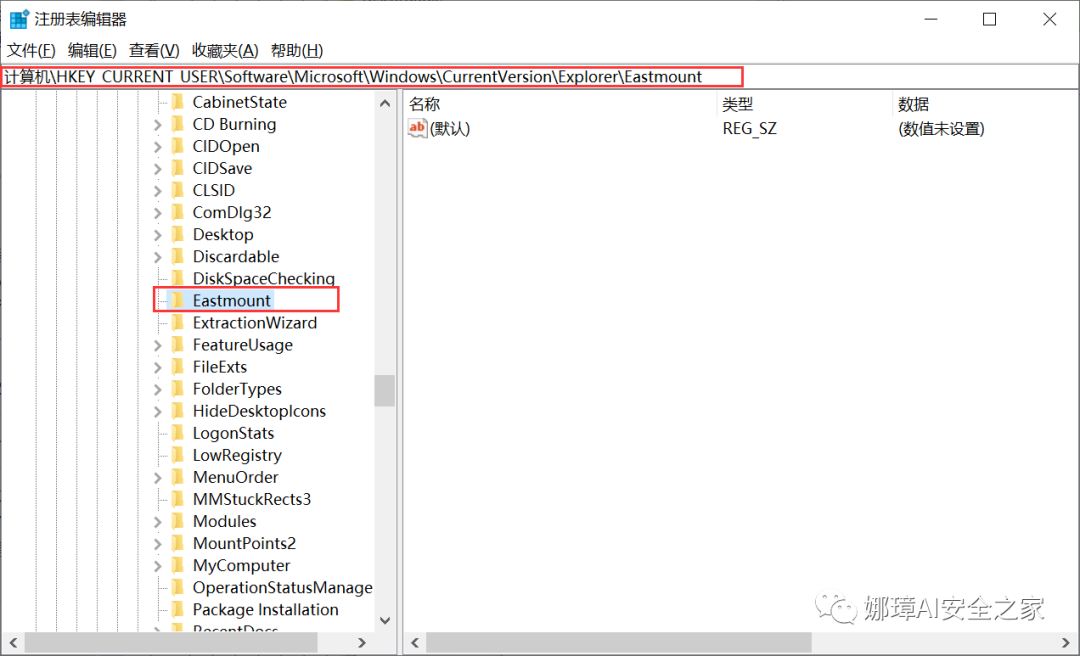 注册表编辑器
文件(F) 编辑(E) 查看(V) 收藏夹(A) 帮助(H)
计算机\HKEY_CURRENT_USER\Software\Microsoft\Windows\CurrentVersion\Explorer\Eastmount
CabinetState
CD Burning
CIDOpen
CIDSave
CLSID
ComDlg32
Desktop
Discardable
DiskSpaceChecking
Eastmount
ExtractionWizard
FeatureUsage
FileExts
FolderTypes
HideDesktopIcons
LogonStats
LowRegistry
MenuOrder
MMStuckRects3
Modules
MountPoints2
MyComputer
OperationStatusManage
Package Installation
RecentDocs
名称 类型 数据
ab (默认) REG_SZ (数值未设置)
娜璋AI安全之家